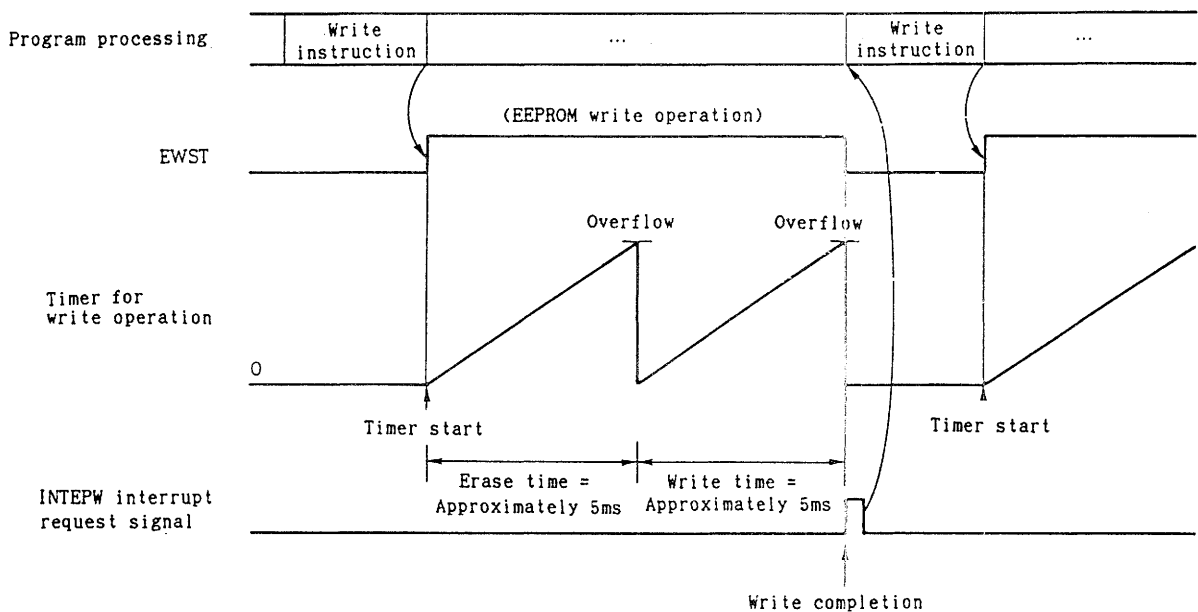 Program processing
Write
instruction
...
Write
instruction
...
(EEPROM write operation)
EWST
Overflow
Overflow
Timer for
write operation
0
Timer start
Timer start
Erase time =
Approximately 5ms
Write time =
Approximately 5ms
INTEPW interrupt
request signal
Write completion